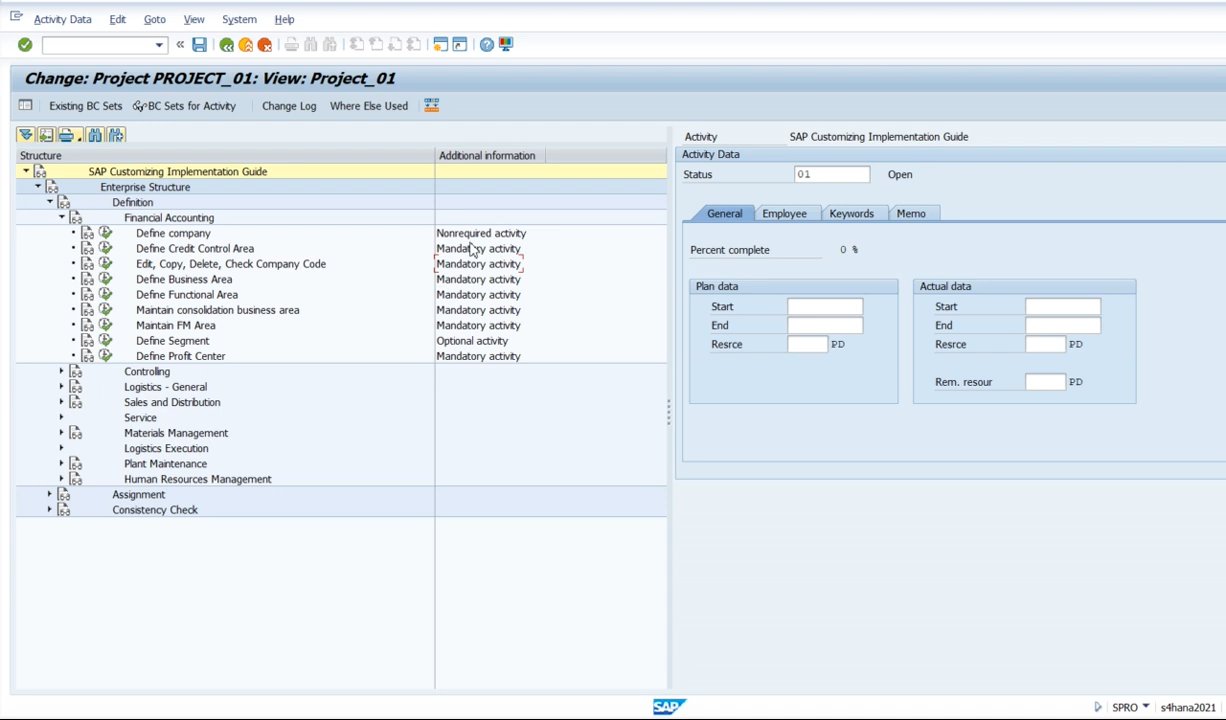 Activity Data Edit Goto View System Help
Change: Project PROJECT_01: View: Project_01
Existing BC Sets BC Sets for Activity Change Log Where Else Used
Structure Additional information
SAP Customizing Implementation Guide
Enterprise Structure
Definition
Financial Accounting
Define company Nonrequired activity
Define Credit Control Area Mandatory activity
Edit, Copy, Delete, Check Company Code Mandatory activity
Define Business Area Mandatory activity
Define Functional Area Mandatory activity
Maintain consolidation business area Mandatory activity
Maintain FM Area Mandatory activity
Define Segment Optional activity
Define Profit Center Mandatory activity
Controlling
Logistics - General
Sales and Distribution
Service
Materials Management
Logistics Execution
Plant Maintenance
Human Resources Management
Assignment
Consistency Check
Activity SAP Customizing Implementation Guide
Activity Data
Status 01 Open
General Employee Keywords Memo
Percent complete 0 %
Plan data Actual data
Start Start
End End
Resrce PD Resrce PD
Rem. resour PD
SAP SPRO s4hana2021